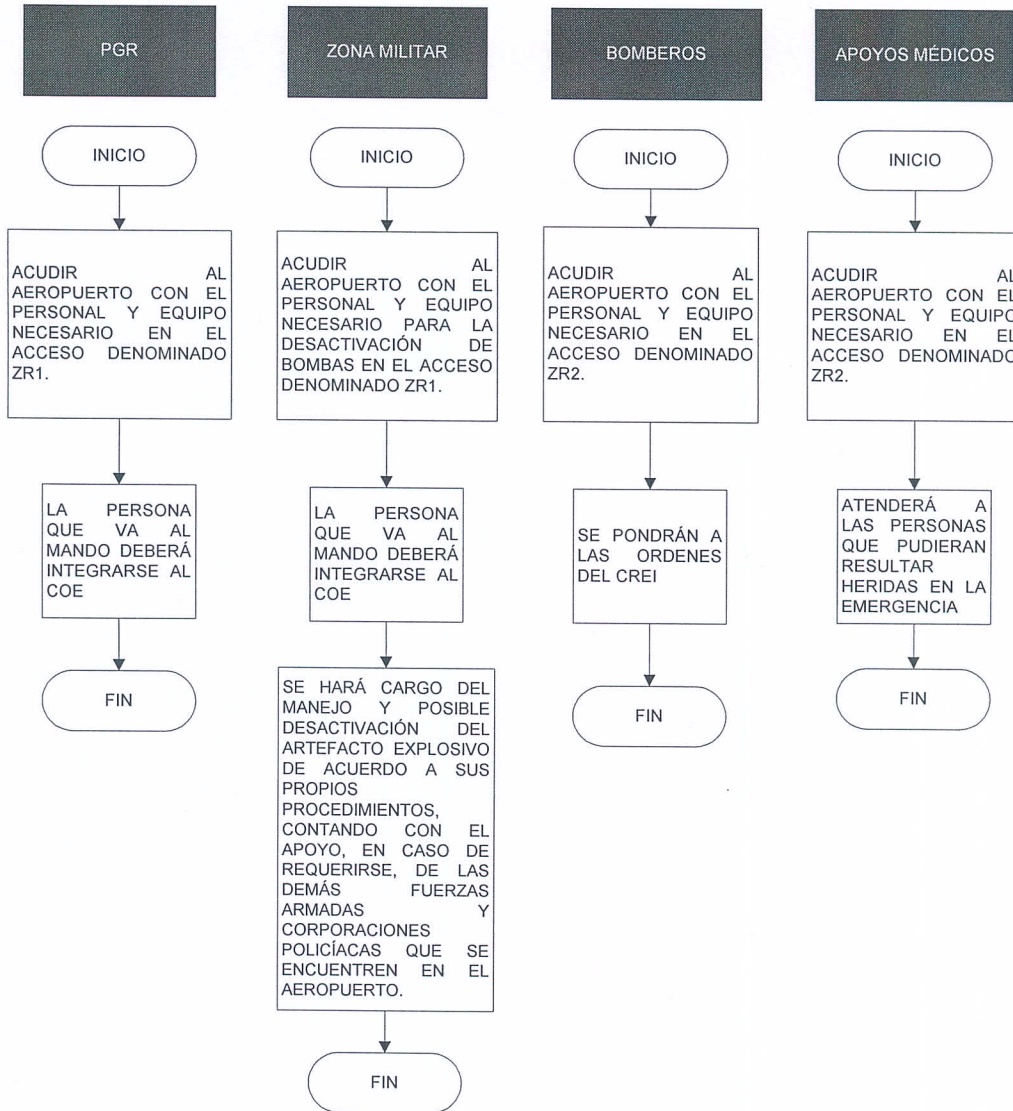 PGR
INICIO
ACUDIR AL
AEROPUERTO CON EL
PERSONAL Y EQUIPO
NECESARIO EN EL
ACCESO DENOMINADO
ZR1.
LA PERSONA
QUE VA AL
MANDO DEBERÁ
INTEGRARSE AL
COE
FIN
ZONA MILITAR
INICIO
ACUDIR AL
AEROPUERTO CON EL
PERSONAL Y EQUIPO
NECESARIO PARA LA
DESACTIVACIÓN DE
BOMBAS EN EL ACCESO
DENOMINADO ZR1.
LA PERSONA
QUE VA AL
MANDO DEBERÁ
INTEGRARSE AL
COE
SE HARÁ CARGO DEL
MANEJO Y POSIBLE
DESACTIVACIÓN DEL
ARTEFACTO EXPLOSIVO
DE ACUERDO A SUS
PROPIOS
PROCEDIMIENTOS,
CONTANDO CON EL
APOYO, EN CASO DE
REQUERIRSE, DE LAS
DEMÁS FUERZAS
ARMADAS Y
CORPORACIONES
POLICÍACAS QUE SE
ENCUENTREN EN EL
AEROPUERTO.
FIN
BOMBEROS
INICIO
ACUDIR AL
AEROPUERTO CON EL
PERSONAL Y EQUIPO
NECESARIO EN EL
ACCESO DENOMINADO
ZR2.
SE PONDRÁN A
LAS ORDENES
DEL CREI
FIN
APOYOS MÉDICOS
INICIO
ACUDIR AL
AEROPUERTO CON EL
PERSONAL Y EQUIPO
NECESARIO EN EL
ACCESO DENOMINADO
ZR2.
ATENDERÁ A
LAS PERSONAS
QUE PUDIERAN
RESULTAR
HERIDAS EN LA
EMERGENCIA
FIN